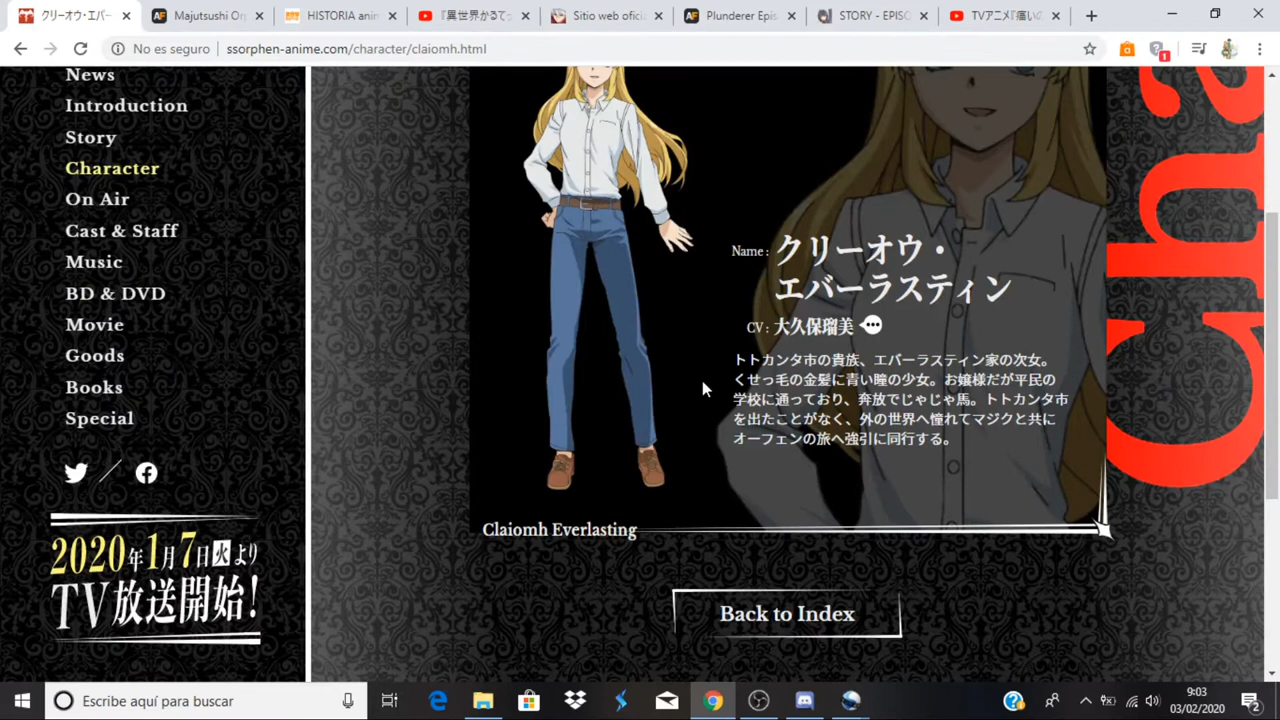 クリーオウ・エバー
Majutsushi Or
HISTORIA anim
『異世界かるてっ
Sitio web ofici
Plunderer Epis
STORY - EPISO
TVアニメ『痛いの
No es seguro
ssorphen-anime.com/character/claiomh.html
1
News
Introduction
Story
Character
On Air
Cast & Staff
Music
BD & DVD
Movie
Goods
Books
Special
2020年1月7日火より
TV放送開始!
Name :
クリーオウ・
エバーラスティン
CV : 大久保瑠美
トトカンタ市の貴族、エバーラスティン家の次女。
くせっ毛の金髪に青い瞳の少女。お嬢様だが平民の
学校に通っており、奔放でじゃじゃ馬。トトカンタ市
を出たことがなく、外の世界へ憧れてマジクと共に
オーフェンの旅へ強引に同行する。
Claiomh Everlasting
Back to Index
Cha
Escribe aquí para buscar
9:03
03/02/2020
2